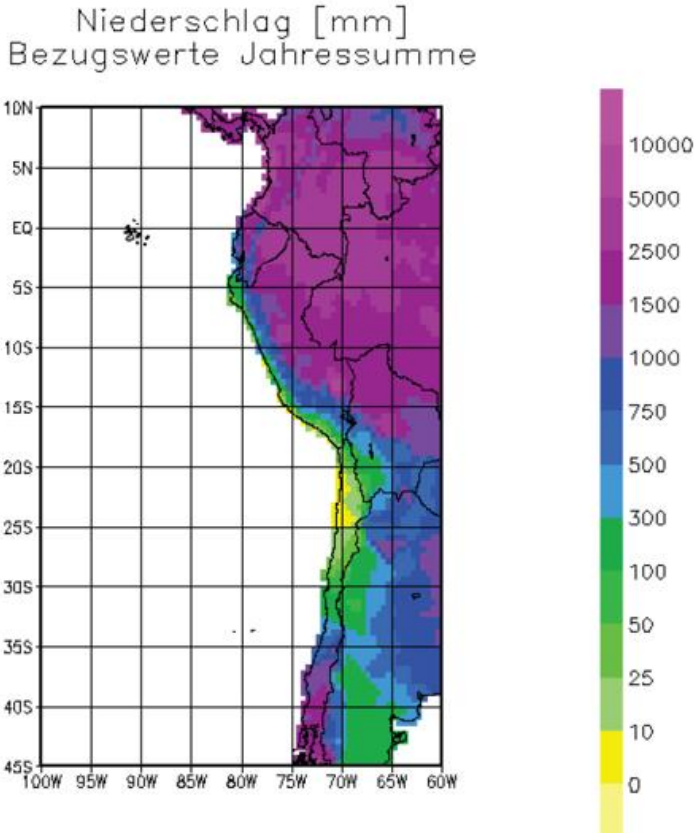 Niederschlag [mm]
Bezugswerte Jahressumme
10N
5N
EQ
5S
10S
15S
20S
25S
30S
35S
40S
45S
100W 95W 90W 85W 80W 75W 70W 65W 60W
10000
5000
2500
1500
1000
750
500
300
100
50
25
10
0